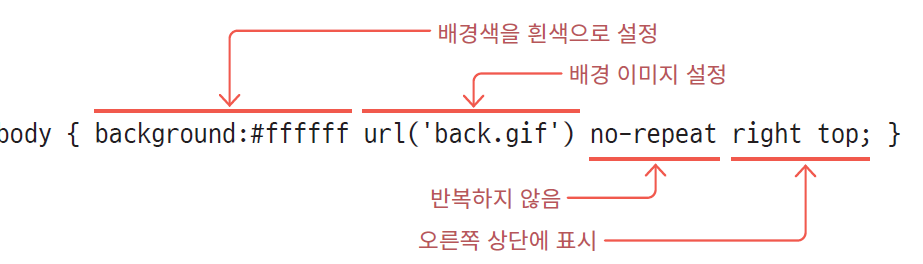 배경색을 흰색으로 설정
배경 이미지 설정
body { background:#ffffff url('back.gif') no-repeat right top; }
반복하지 않음
오른쪽 상단에 표시